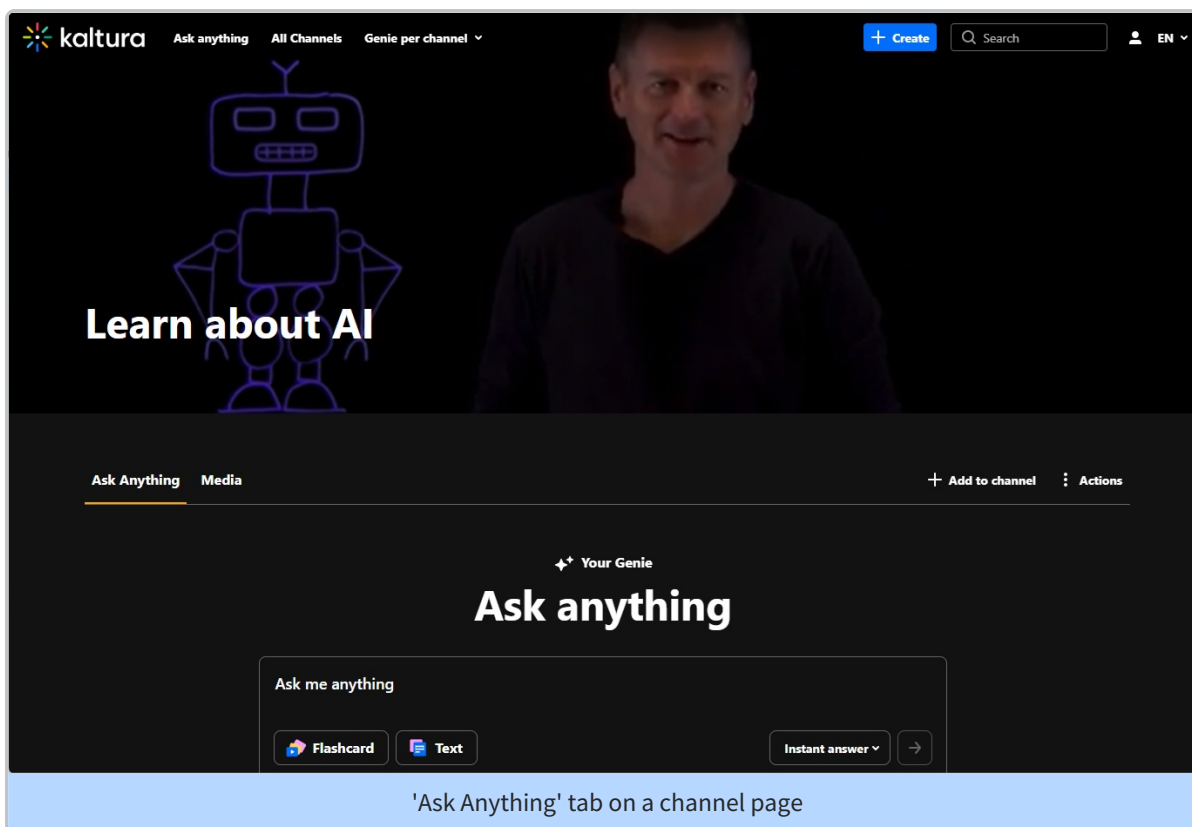 kaltura Ask anything All Channels Genie per channel + Create Search EN
Learn about AI
Ask Anything Media + Add to channel Actions
Your Genie
Ask anything
Ask me anything
Flashcard Text Instant answer
'Ask Anything' tab on a channel page